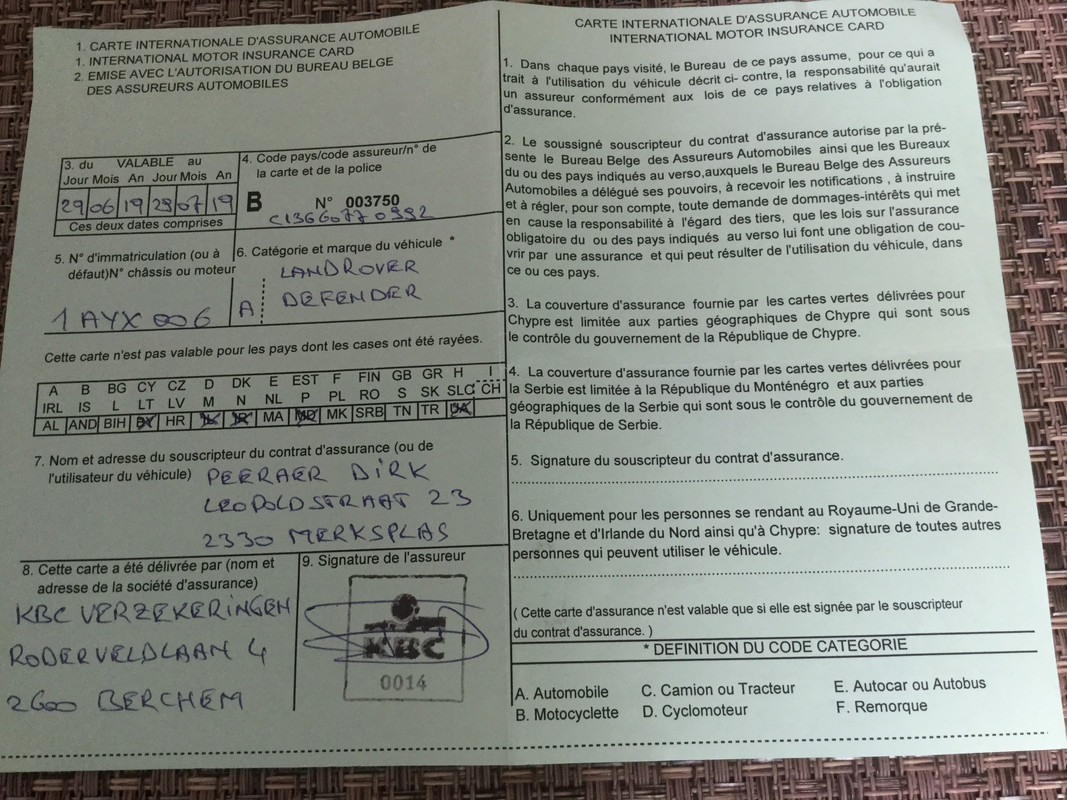 1. CARTE INTERNATIONALE D'ASSURANCE AUTOMOBILE
1. INTERNATIONAL MOTOR INSURANCE CARD
2. EMISE AVEC L'AUTORISATION DU BUREAU BELGE
DES ASSUREURS AUTOMOBILES
3. du VALABLE au
Jour Mois An Jour Mois An
29 06 19 28 07 19
Ces deux dates comprises
4. Code pays/code assureur/n° de
la carte et de la police
B N° 003750
C1366077 0992
5. N° d'immatriculation (ou à
défaut)N° châssis ou moteur
1 AYX 006
6. Catégorie et marque du véhicule *
A LANDROVER
DEFENDER
Cette carte n'est pas valable pour les pays dont les cases ont été rayées.
A B BG CY CZ D DK E EST F FIN GB GR H I
IRL IS L LT LV M N NL P PL RO S SK SLO CH
AL AND BIH BY HR IL IR MA MD MK SRB TN TR UA
7. Nom et adresse du souscripteur du contrat d'assurance (ou de
l'utilisateur du véhicule) PEERAER DIRK
LEOPOLDSTRAAT 23
2330 MERKSPLAS
8. Cette carte a été délivrée par (nom et
adresse de la société d'assurance)
KBC VERZEKERINGEN
RODERVELDLAAN 4
2600 BERCHEM
9. Signature de l'assureur
KBC
0014
CARTE INTERNATIONALE D'ASSURANCE AUTOMOBILE
INTERNATIONAL MOTOR INSURANCE CARD
1. Dans chaque pays visité, le Bureau de ce pays assume, pour ce qui a
trait à l'utilisation du véhicule décrit ci- contre, la responsabilité qu'aurait
un assureur conformément aux lois de ce pays relatives à l'obligation
d'assurance.
2. Le soussigné souscripteur du contrat d'assurance autorise par la pré-
sente le Bureau Belge des Assureurs Automobiles ainsi que les Bureaux
du ou des pays indiqués au verso,auxquels le Bureau Belge des Assureurs
Automobiles a délégué ses pouvoirs, à recevoir les notifications , à instruire
et à régler, pour son compte, toute demande de dommages-intérêts qui met
en cause la responsabilité à l'égard des tiers, que les lois sur l'assurance
obligatoire du ou des pays indiqués au verso lui font une obligation de cou-
vrir par une assurance et qui peut résulter de l'utilisation du véhicule, dans
ce ou ces pays.
3. La couverture d'assurance fournie par les cartes vertes délivrées pour
Chypre est limitée aux parties géographiques de Chypre qui sont sous
le contrôle du gouvernement de la République de Chypre.
4. La couverture d'assurance fournie par les cartes vertes délivrées pour
la Serbie est limitée à la République du Monténégro et aux parties
géographiques de la Serbie qui sont sous le contrôle du gouvernement de
la République de Serbie.
5. Signature du souscripteur du contrat d'assurance.
6. Uniquement pour les personnes se rendant au Royaume-Uni de Grande-
Bretagne et d'Irlande du Nord ainsi qu'à Chypre: signature de toutes autres
personnes qui peuvent utiliser le véhicule.
( Cette carte d'assurance n'est valable que si elle est signée par le souscripteur
du contrat d'assurance. )
* DEFINITION DU CODE CATEGORIE
A. Automobile C. Camion ou Tracteur E. Autocar ou Autobus
B. Motocyclette D. Cyclomoteur F. Remorque